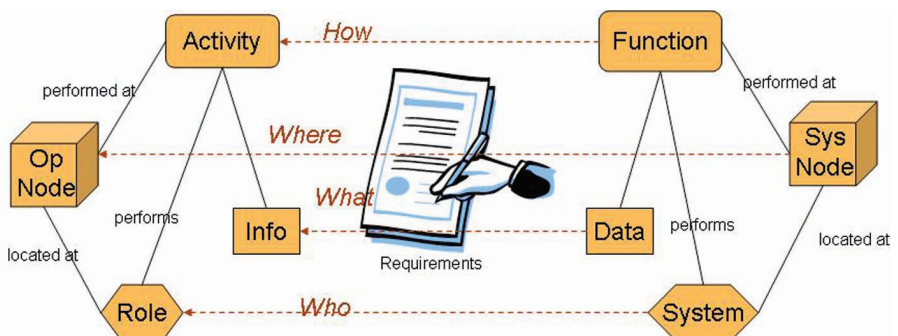 Activity
How
Function
performed at
performed at
Where
Op
Node
Sys
Node
What
performs
Info
Data
performs
located at
Requirements
located at
Role
Who
System